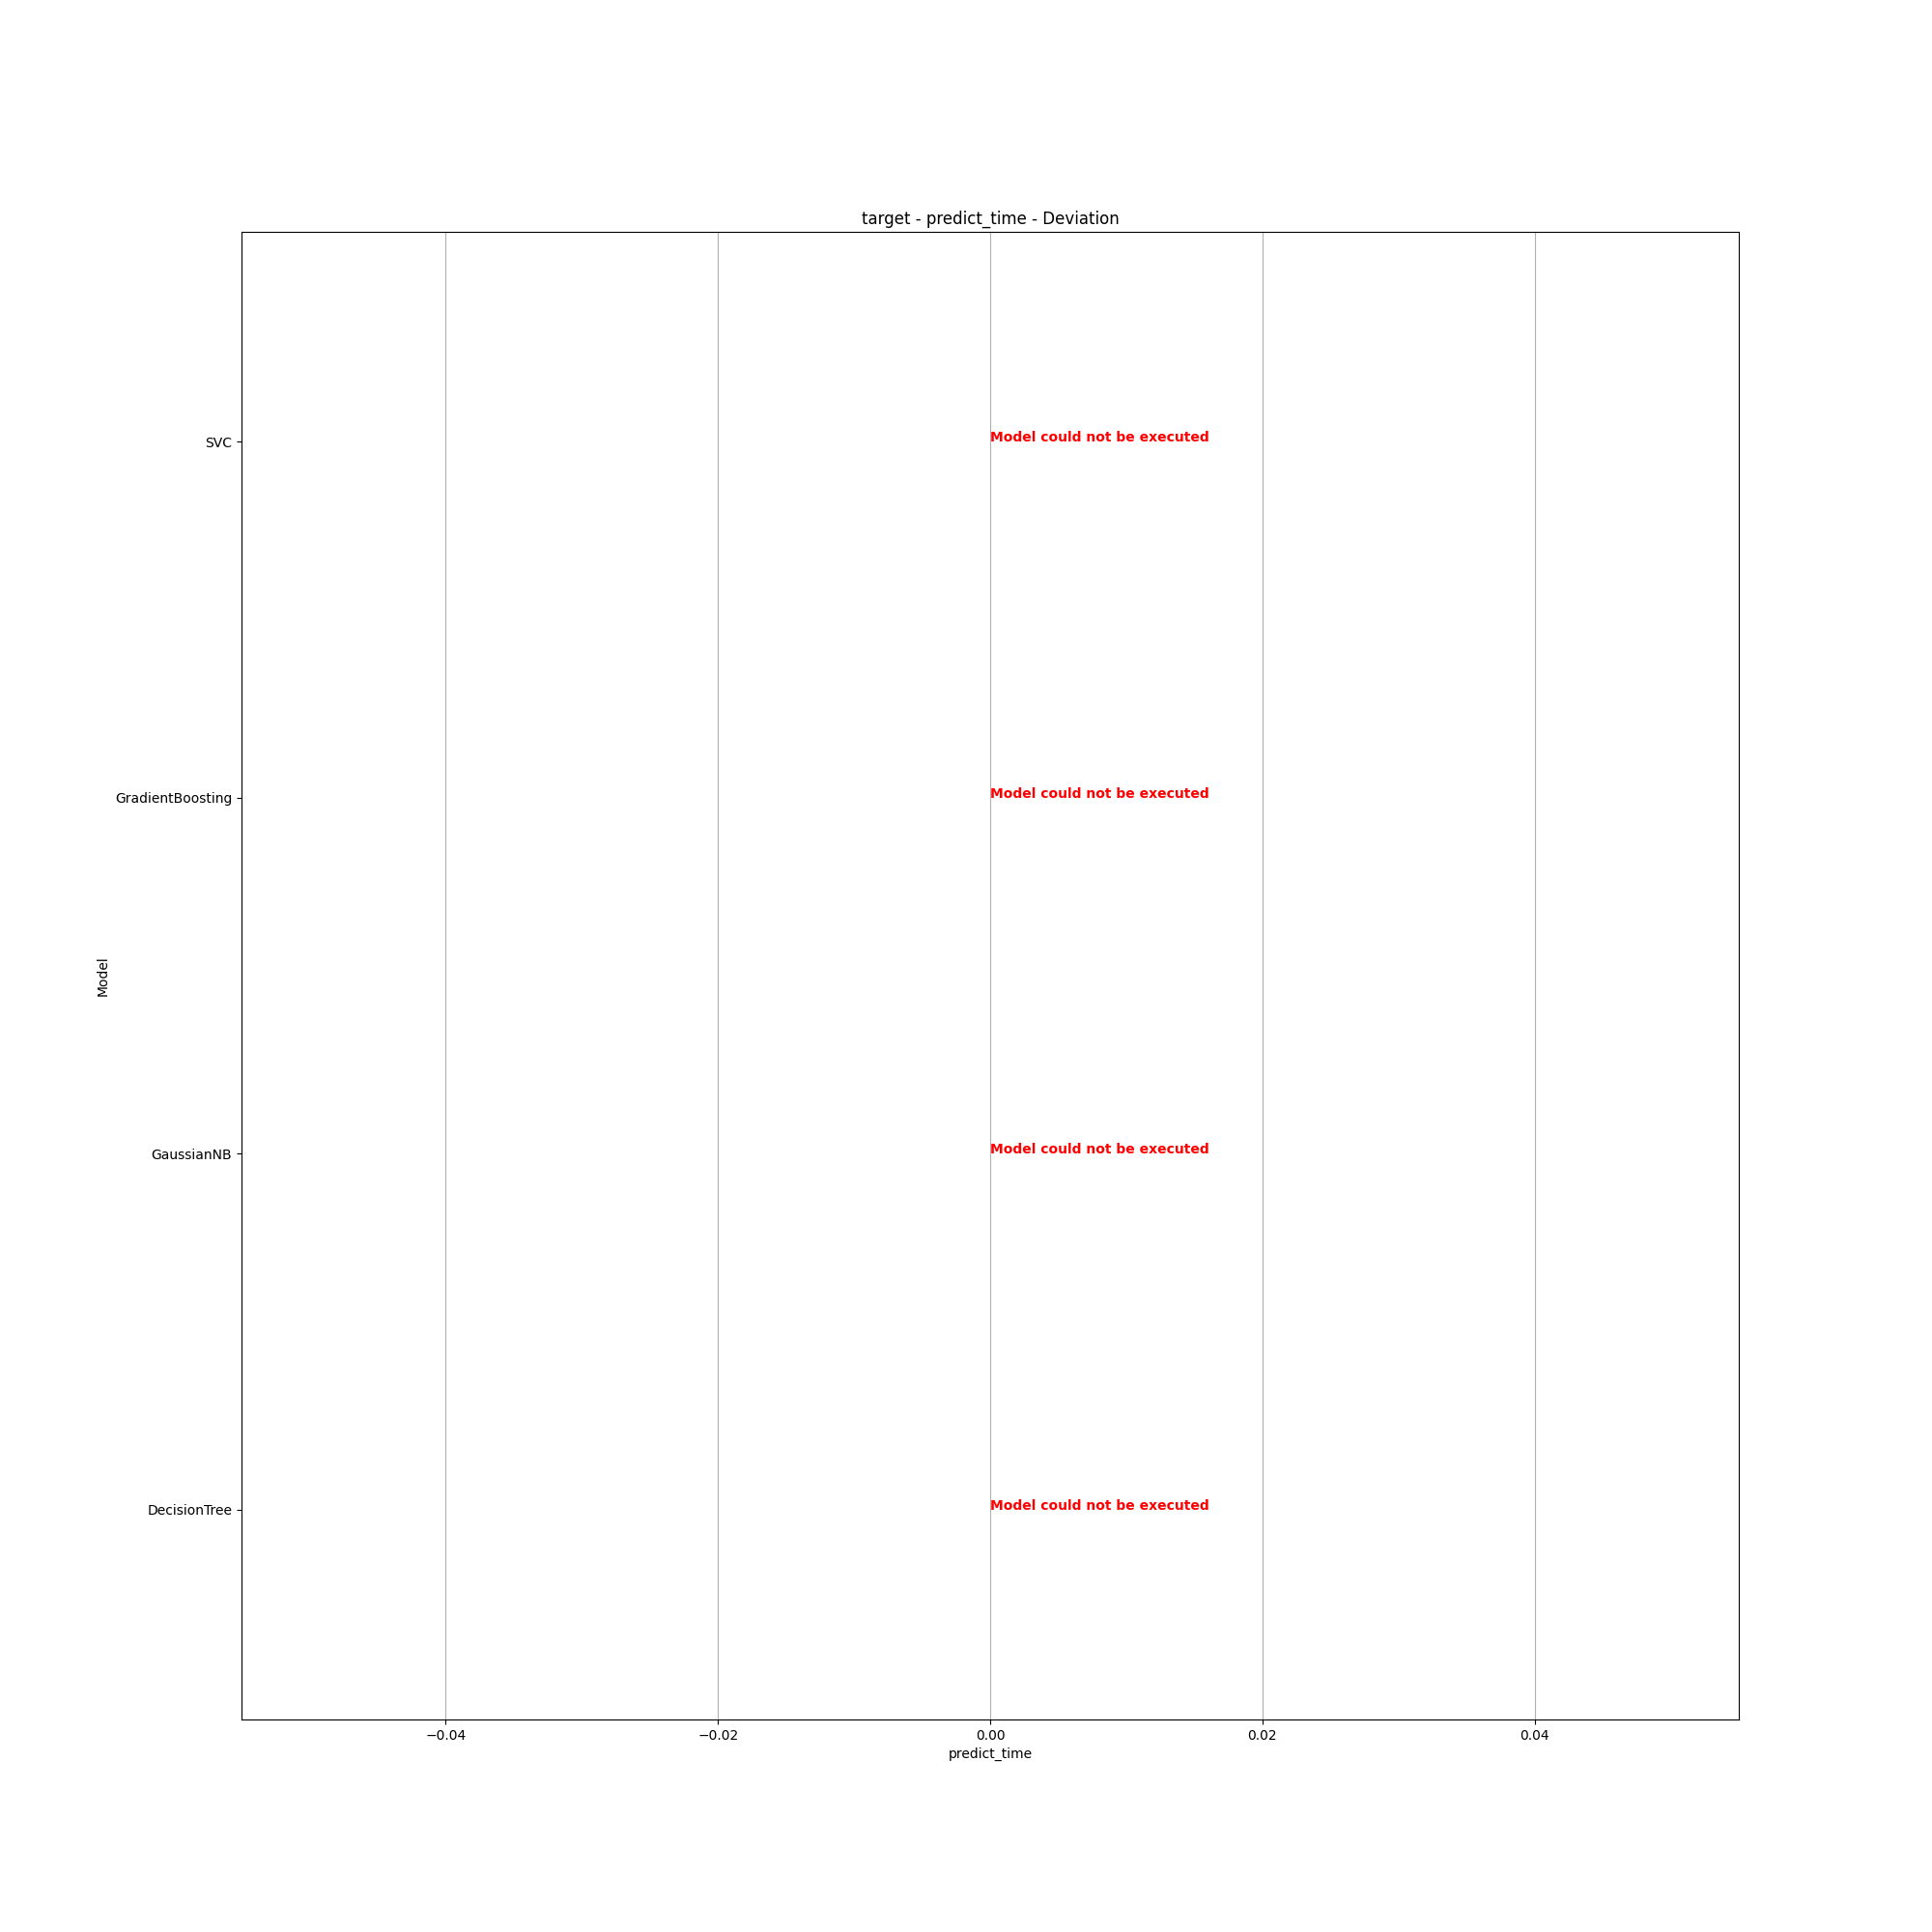 target - predict_time - Deviation
SVC
Model could not be executed
GradientBoosting
Model could not be executed
Model
GaussianNB
Model could not be executed
DecisionTree
Model could not be executed
−0.04
−0.02
0.00
0.02
0.04
predict_time